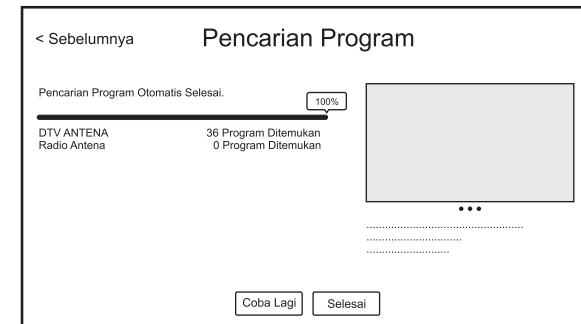 < Sebelumnya
Pencarian Program
Pencarian Program Otomatis Selesai.
100%
DTV ANTENA 36 Program Ditemukan
Radio Antena 0 Program Ditemukan
Coba Lagi
Selesai